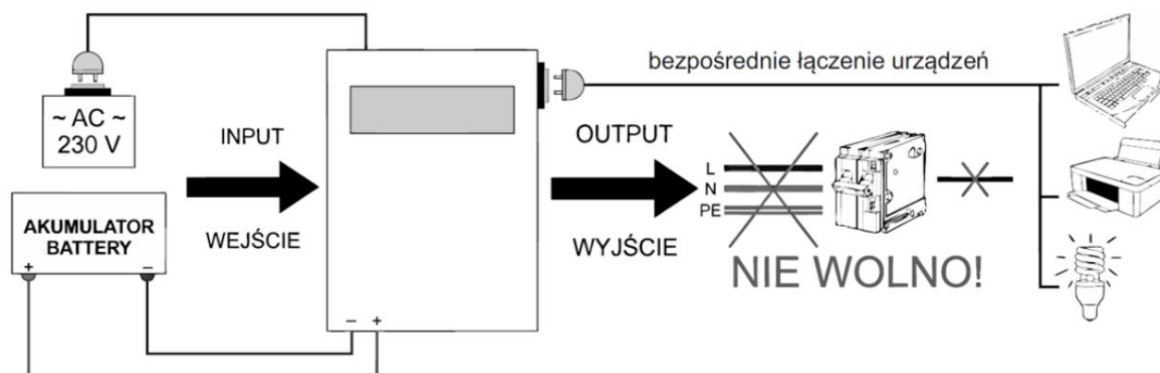 bezpośrednie łączenie urządzeń
~ AC ~
230 V
INPUT
WEJŚCIE
OUTPUT
WYJŚCIE
L
N
PE
AKUMULATOR
BATTERY
+ −
− +
NIE WOLNO!